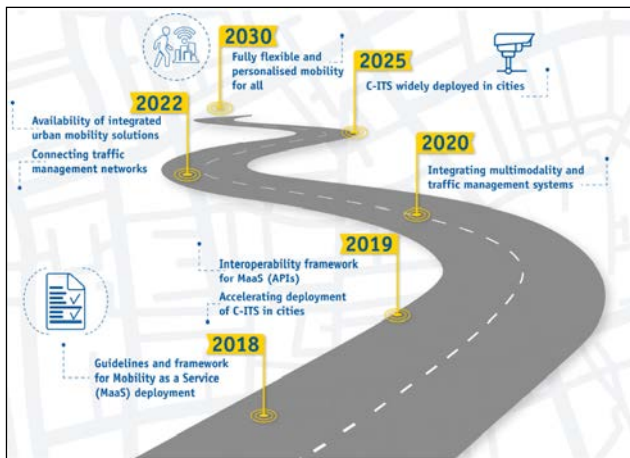 2030
Fully flexible and
personalised mobility
for all
2025
C-ITS widely deployed in cities
2022
Availability of integrated
urban mobility solutions
Connecting traffic
management networks
2020
Integrating multimodality and
traffic management systems
2019
Interoperability framework
for MaaS (APIs)
Accelerating deployment
of C-ITS in cities
2018
Guidelines and framework
for Mobility as a Service
(MaaS) deployment